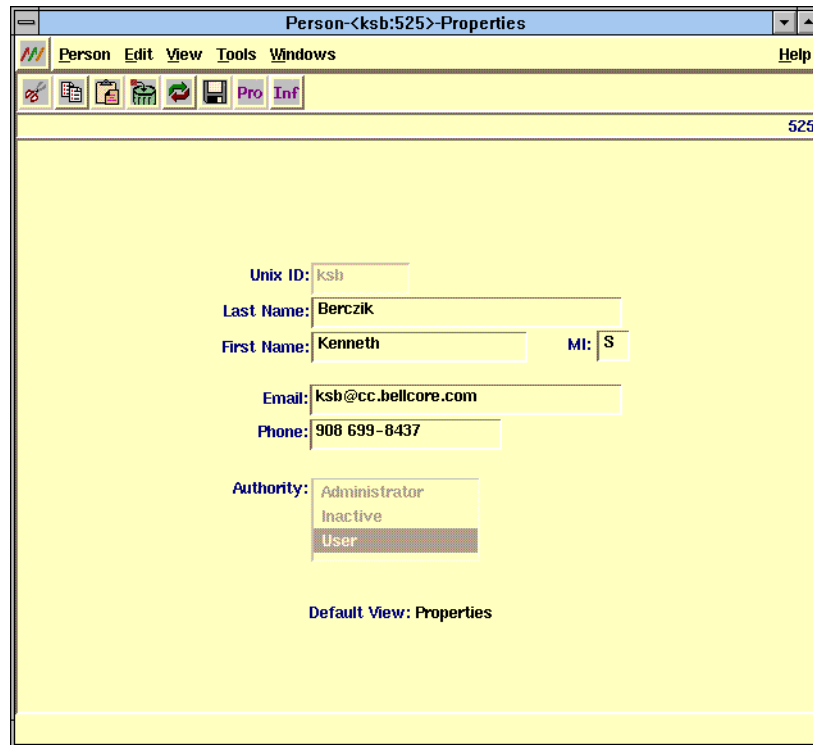 Person-<ksb:525>-Properties
Person Edit View Tools Windows Help
Pro Inf
525
Unix ID: ksb
Last Name: Berczik
First Name: Kenneth MI: S
Email: ksb@cc.bellcore.com
Phone: 908 699-8437
Authority: Administrator
Inactive
User
Default View: Properties